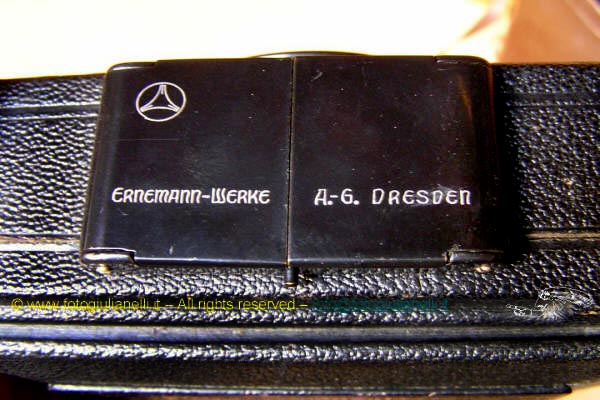 ERNEMANN-WERKE A.-G. DRESDEN
© www.fotogiulianelli.it – All rights reserved –